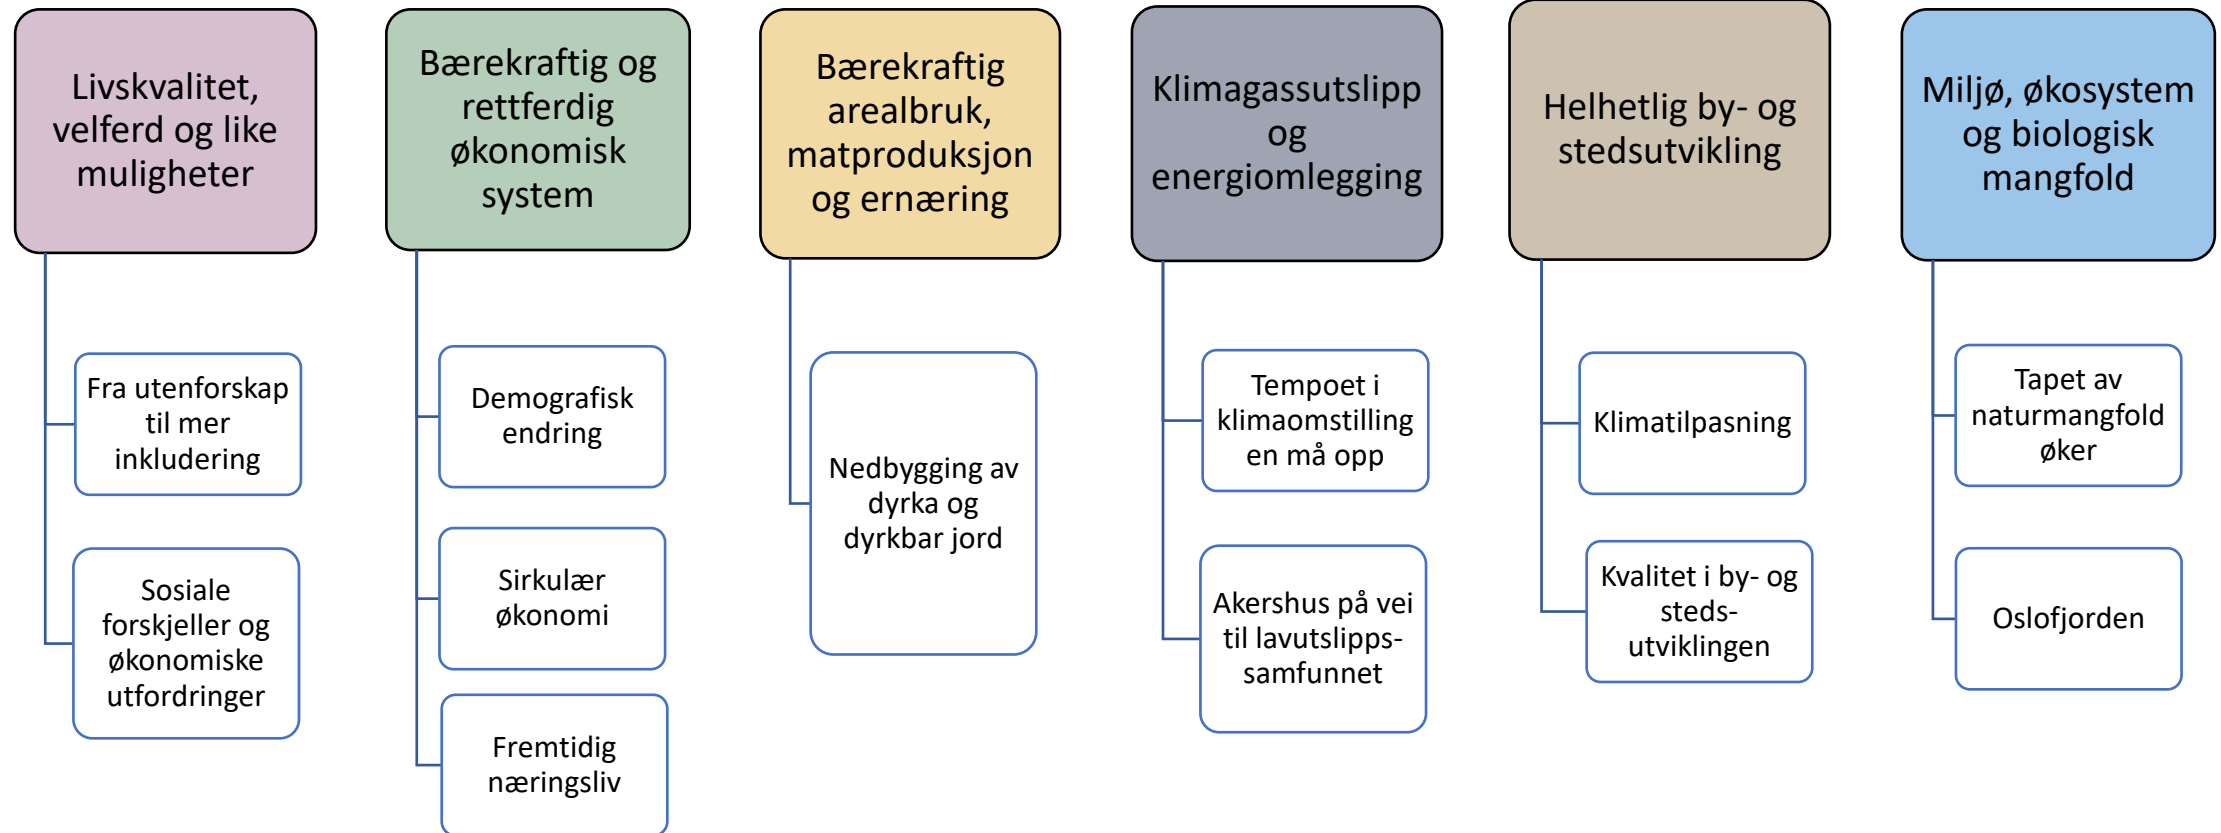 Livskvalitet,
velferd og like
muligheter
Fra utenforskap
til mer
inkludering
Sosiale
forskjeller og
økonomiske
utfordringer
Bærekraftig og
rettferdig
økonomisk
system
Demografisk
endring
Sirkulær
økonomi
Fremtidig
næringsliv
Bærekraftig
arealbruk,
matproduksjon
og ernæring
Nedbygging av
dyrka og
dyrkbar jord
Klimagassutslipp
og
energiomlegging
Tempoet i
klimaomstilling
en må opp
Akershus på vei
til lavutslipps-
samfunnet
Helhetlig by- og
stedsutvikling
Klimatilpasning
Kvalitet i by- og
steds-
utviklingen
Miljø, økosystem
og biologisk
mangfold
Tapet av
naturmangfold
øker
Oslofjorden